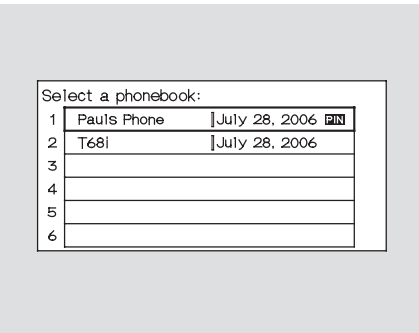 Select a phonebook:
1 Pauls Phone July 28, 2006 PIN
2 T68i July 28, 2006
3
4
5
6